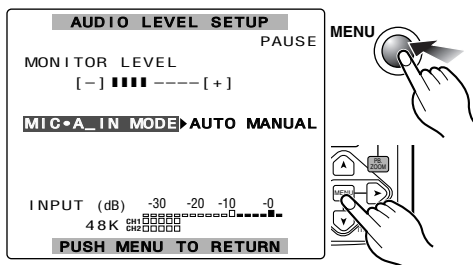 AUDIO LEVEL SETUP
PAUSE
MONITOR LEVEL
[–] ▮▮▮▮ ––––[+]
MIC•A_IN MODE▶AUTO MANUAL
INPUT (dB) -30 -20 -10 -0
48K CH1
CH2
PUSH MENU TO RETURN
MENU
PB.
ZOOM
MENU